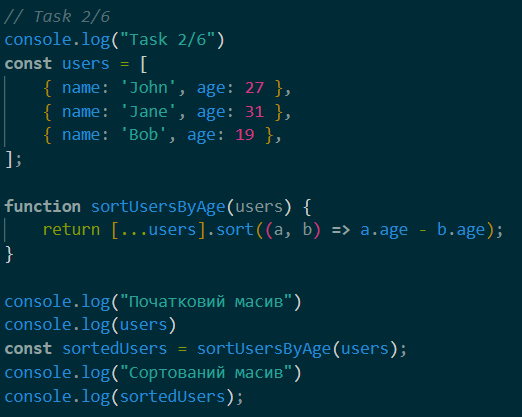 // Task 2/6
console.log("Task 2/6")
const users = [
    { name: 'John', age: 27 },
    { name: 'Jane', age: 31 },
    { name: 'Bob', age: 19 },
];

function sortUsersByAge(users) {
    return [...users].sort((a, b) => a.age - b.age);
}

console.log("Початковий масив")
console.log(users)
const sortedUsers = sortUsersByAge(users);
console.log("Сортований масив")
console.log(sortedUsers);